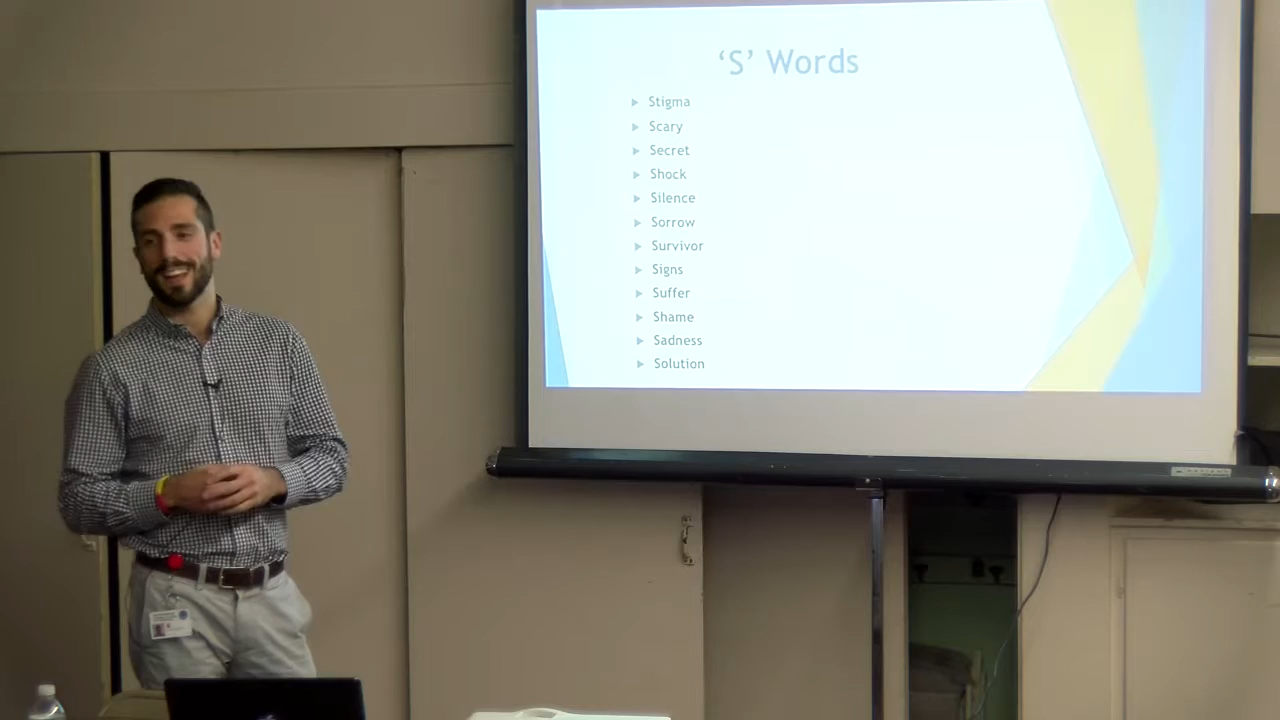 ‘S’ Words
Stigma
Scary
Secret
Shock
Silence
Sorrow
Survivor
Signs
Suffer
Shame
Sadness
Solution